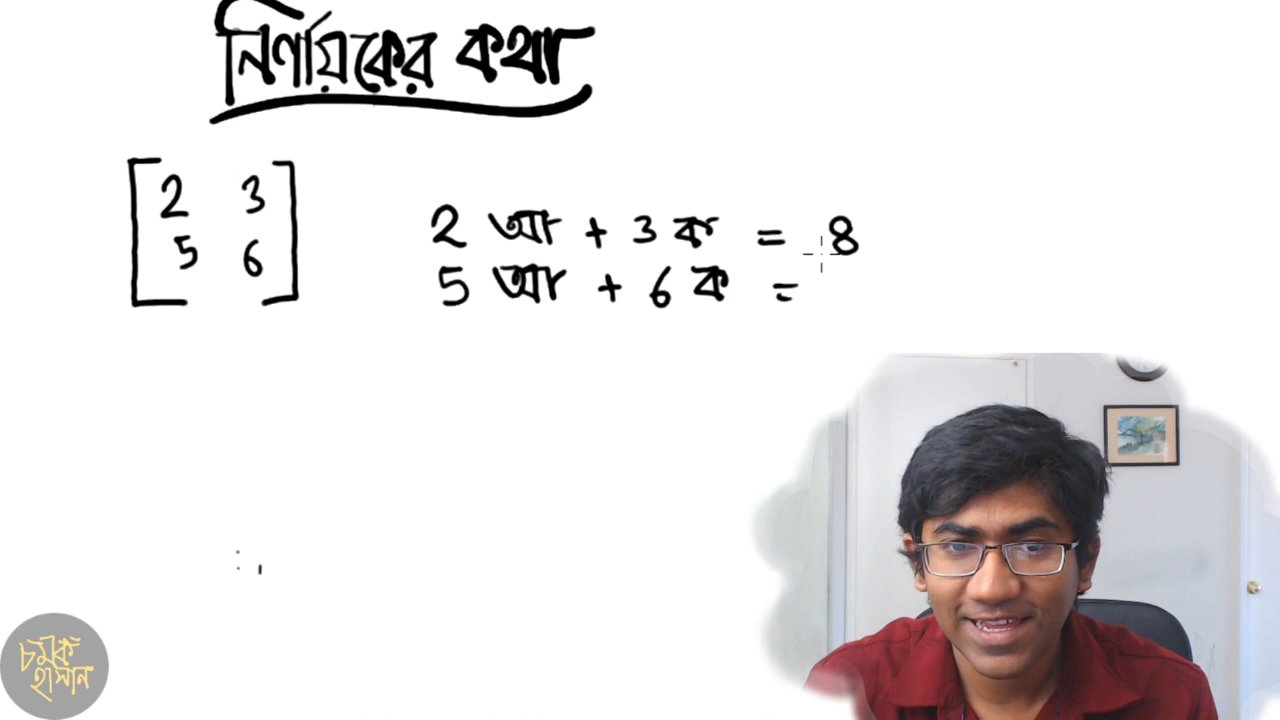 নির্ণায়কের কথা
2 3
5 6
2 আ + 3 ক = 8
5 আ + 6 ক =
চমক
হাসান